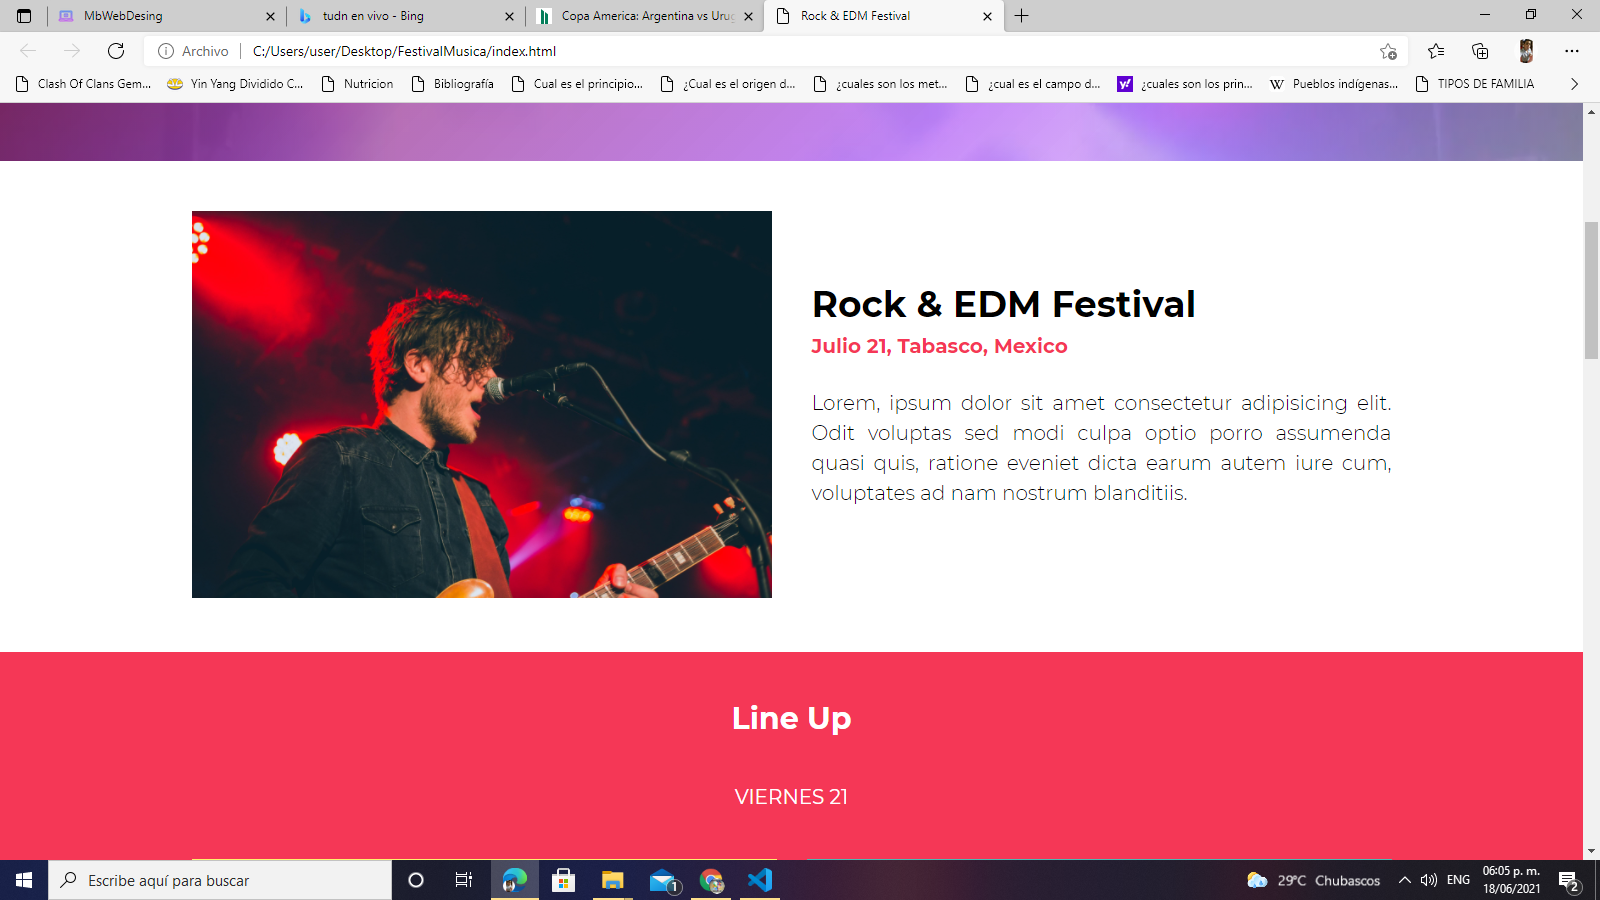 MbWebDesing
tudn en vivo - Bing
Copa America: Argentina vs Urug
Rock & EDM Festival
Archivo
C:/Users/user/Desktop/FestivalMusica/index.html
Clash Of Clans Gem...
Yin Yang Dividido C...
Nutricion
Bibliografía
Cual es el principio...
¿Cual es el origen d...
¿cuales son los met...
¿cual es el campo d...
y!
¿cuales son los prin...
W
Pueblos indígenas...
TIPOS DE FAMILIA
Rock & EDM Festival
Julio 21, Tabasco, Mexico
Lorem, ipsum dolor sit amet consectetur adipisicing elit.
Odit voluptas sed modi culpa optio porro assumenda
quasi quis, ratione eveniet dicta earum autem iure cum,
voluptates ad nam nostrum blanditiis.
Line Up
VIERNES 21
Escribe aquí para buscar
1
29°C Chubascos
ENG
06:05 p. m.
18/06/2021
2